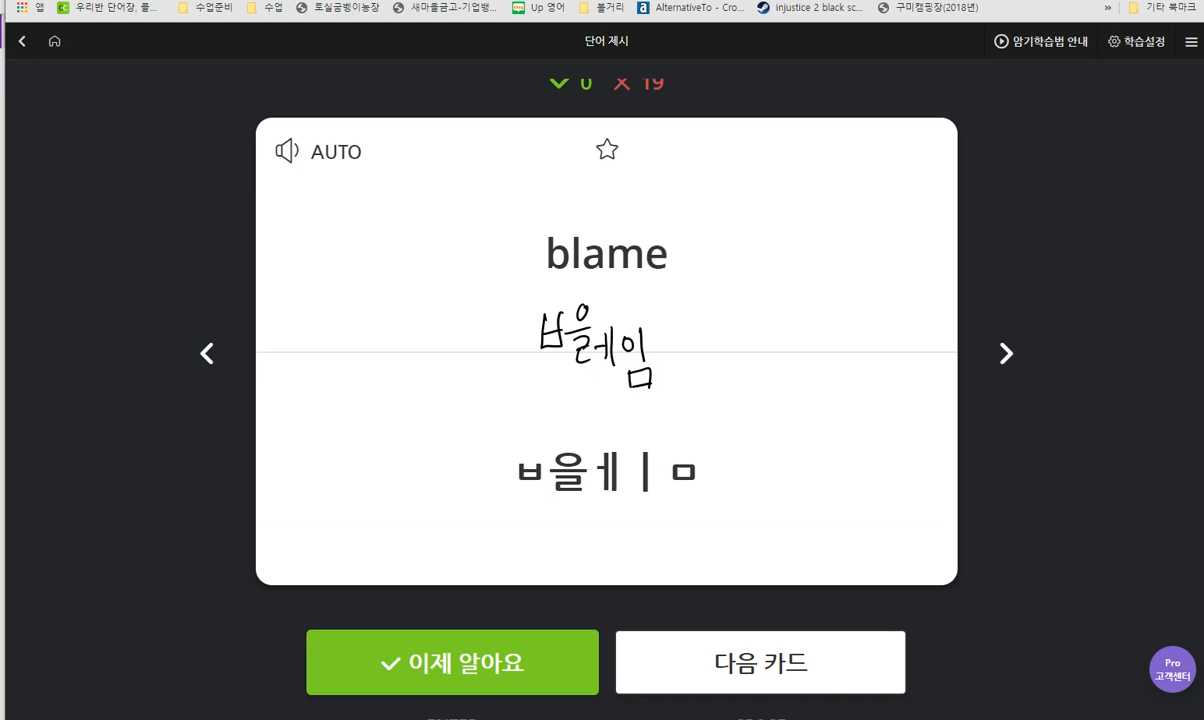 앱 우리반 단어장, 클... 수업준비 수업 토실굼벵이농장 새마을금고-기업뱅... Up 영어 볼거리 AlternativeTo - Cro... injustice 2 black sc... 구미캠핑장(2018년) » 기타 북마크
단어 제시 암기학습법 안내 학습설정
0 19
AUTO
blame
ㅂ을레임
ㅂ을ㅔㅣㅁ
이제 알아요 다음 카드
Pro
고객센터